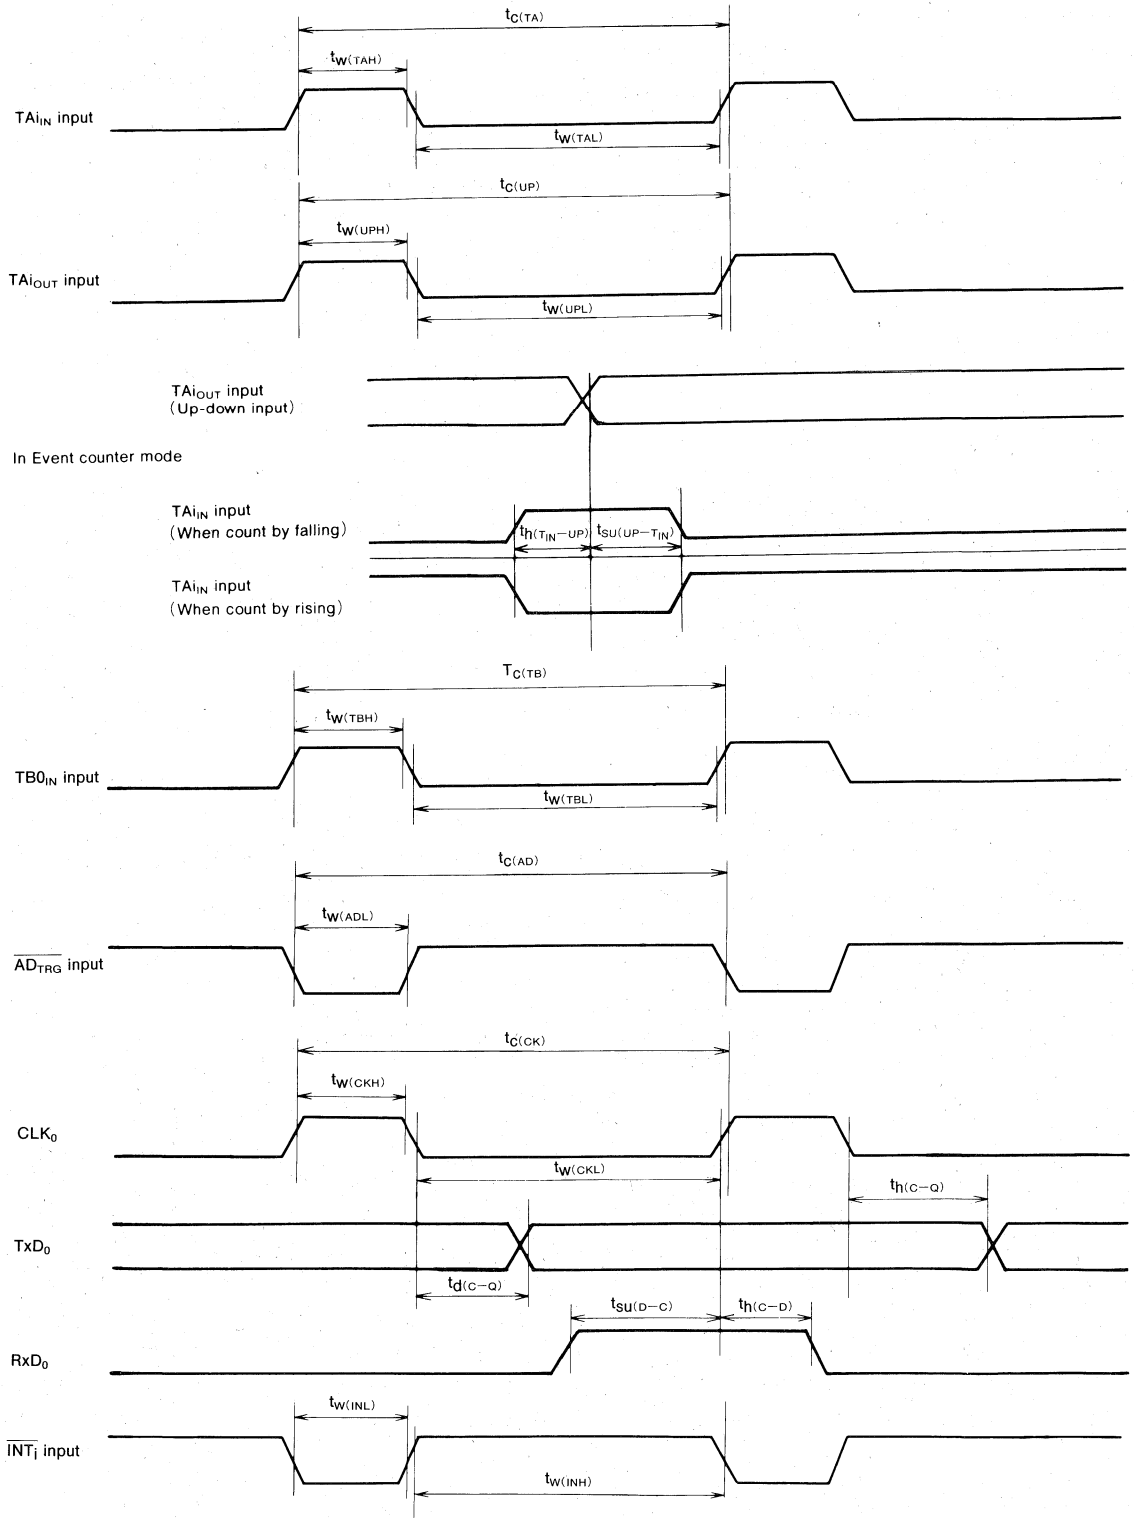 tC(TA)
tW(TAH)
TAiIN input
tW(TAL)
tC(UP)
tW(UPH)
TAiOUT input
tW(UPL)
TAiOUT input
(Up-down input)
In Event counter mode
TAiIN input
(When count by falling)
th(TIN−UP)
tSU(UP−TIN)
TAiIN input
(When count by rising)
TC(TB)
tW(TBH)
TB0IN input
tW(TBL)
tC(AD)
tW(ADL)
ADTRG input
tC(CK)
tW(CKH)
CLK0
tW(CKL)
th(C−Q)
TxD0
td(C−Q)
tsu(D−C)
th(C−D)
RxD0
tW(INL)
INTi input
tW(INH)